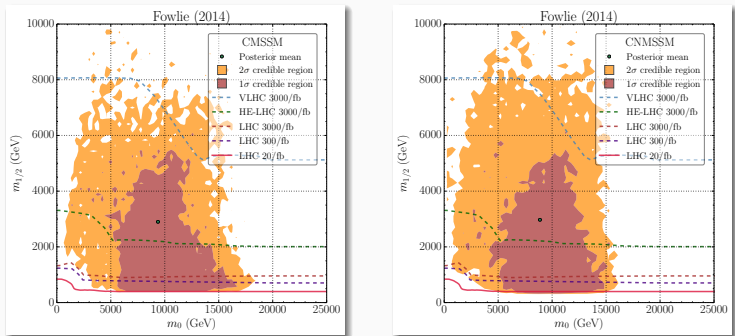 Fowlie (2014)
m1/2 (GeV)
10000
8000
6000
4000
2000
0
CMSSM
Posterior mean
2σ credible region
1σ credible region
VLHC 3000/fb
HE-LHC 3000/fb
LHC 3000/fb
LHC 300/fb
LHC 20/fb
0 5000 10000 15000 20000 25000
m0 (GeV)
Fowlie (2014)
m1/2 (GeV)
10000
8000
6000
4000
2000
0
CNMSSM
Posterior mean
2σ credible region
1σ credible region
VLHC 3000/fb
HE-LHC 3000/fb
LHC 3000/fb
LHC 300/fb
LHC 20/fb
0 5000 10000 15000 20000 25000
m0 (GeV)